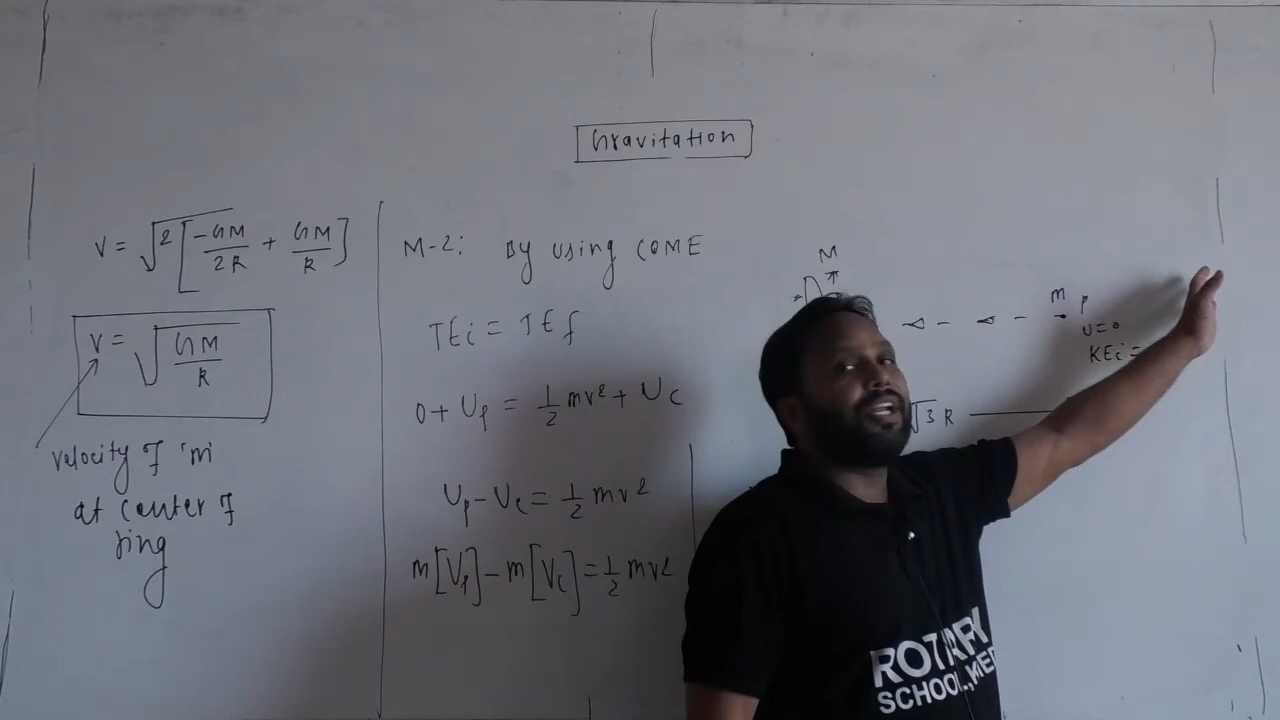 Gravitation
V = √2[-GM/2R + GM/R]
V = √GM/R
velocity of 'm'
at center of
ring
M-2: By using COME
TEi = TEf
0 + Up = 1/2 mv² + Uc
Up - Uc = 1/2 mv²
m[Vp] - m[Vc] = 1/2 mv²
M
m P
u=0
KEi =
√3 R
SCHOOL,